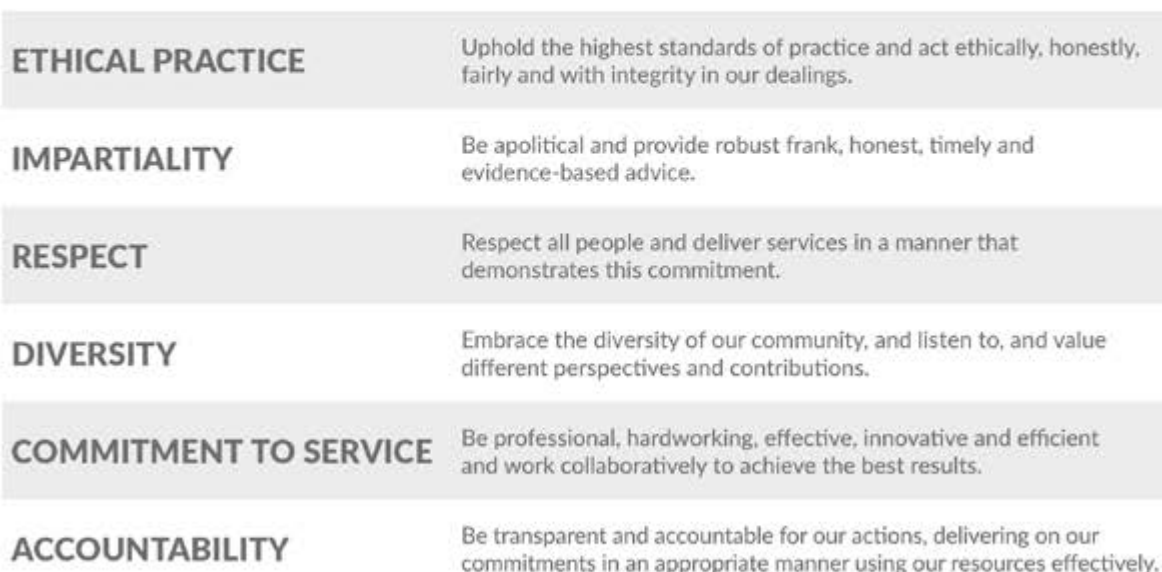 ETHICAL PRACTICE
Uphold the highest standards of practice and act ethically, honestly,
fairly and with integrity in our dealings.
IMPARTIALITY
Be apolitical and provide robust frank, honest, timely and
evidence-based advice.
RESPECT
Respect all people and deliver services in a manner that
demonstrates this commitment.
DIVERSITY
Embrace the diversity of our community, and listen to, and value
different perspectives and contributions.
COMMITMENT TO SERVICE
Be professional, hardworking, effective, innovative and efficient
and work collaboratively to achieve the best results.
ACCOUNTABILITY
Be transparent and accountable for our actions, delivering on our
commitments in an appropriate manner using our resources effectively.